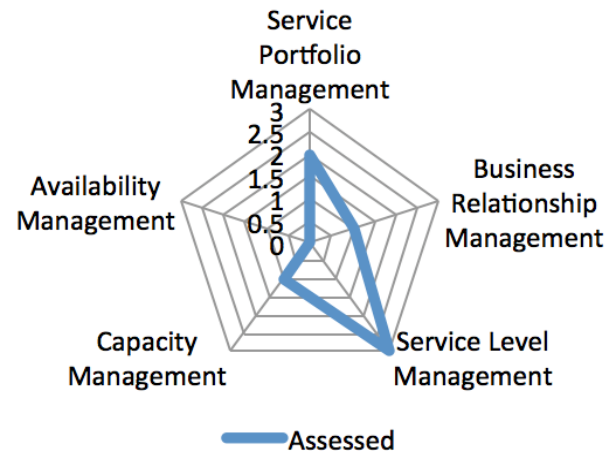 Service
Portfolio
Management
3
2.5
2
1.5
1
0.5
0
Business
Relationship
Management
Service Level
Management
Capacity
Management
Availability
Management
Assessed